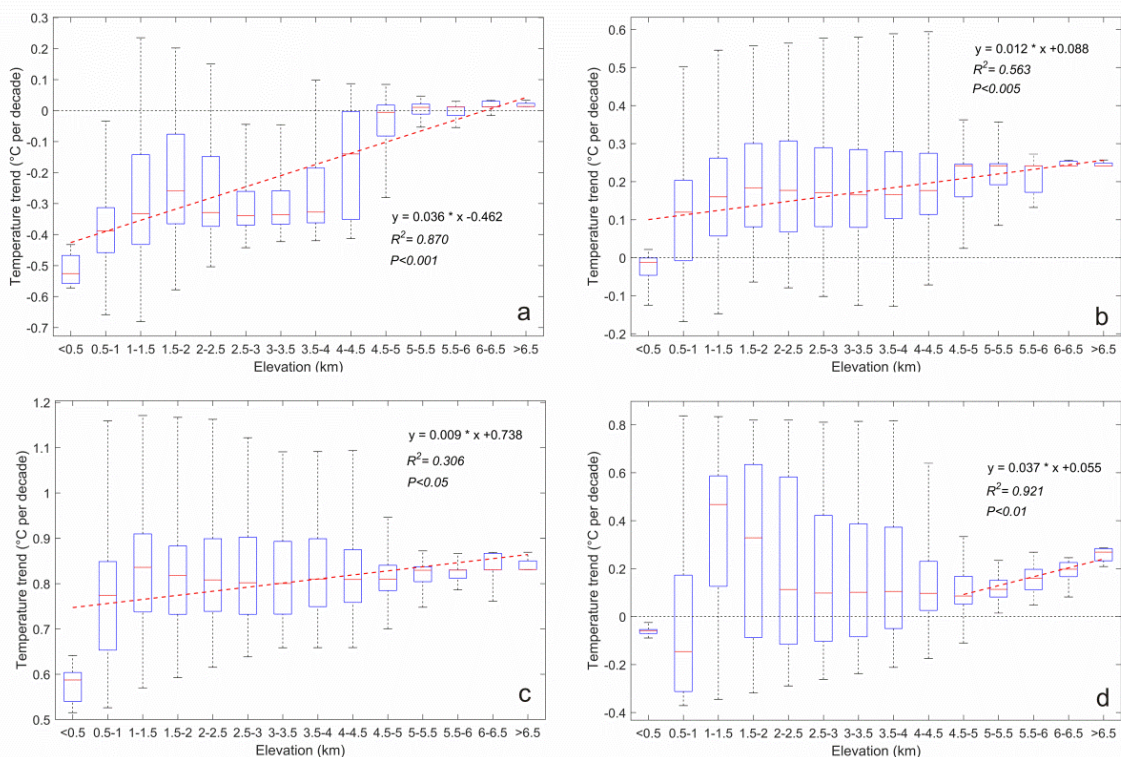 0.3
0.2
0.1
0
-0.1
-0.2
-0.3
-0.4
-0.5
-0.6
-0.7
Temperature trend (°C per decade)
y = 0.036 * x -0.462
R²= 0.870
P<0.001
a
<0.5 0.5-1 1-1.5 1.5-2 2-2.5 2.5-3 3-3.5 3.5-4 4-4.5 4.5-5 5-5.5 5.5-6 6-6.5 >6.5
Elevation (km)
0.6
0.5
0.4
0.3
0.2
0.1
0
-0.1
-0.2
Temperature trend (°C per decade)
y = 0.012 * x +0.088
R²= 0.563
P<0.005
b
<0.5 0.5-1 1-1.5 1.5-2 2-2.5 2.5-3 3-3.5 3.5-4 4-4.5 4.5-5 5-5.5 5.5-6 6-6.5 >6.5
Elevation (km)
1.2
1.1
1
0.9
0.8
0.7
0.6
0.5
Temperature trend (°C per decade)
y = 0.009 * x +0.738
R²= 0.306
P<0.05
c
<0.5 0.5-1 1-1.5 1.5-2 2-2.5 2.5-3 3-3.5 3.5-4 4-4.5 4.5-5 5-5.5 5.5-6 6-6.5 >6.5
Elevation (km)
0.8
0.6
0.4
0.2
0
-0.2
-0.4
Temperature trend (°C per decade)
y = 0.037 * x +0.055
R²= 0.921
P<0.01
d
<0.5 0.5-1 1-1.5 1.5-2 2-2.5 2.5-3 3-3.5 3.5-4 4-4.5 4.5-5 5-5.5 5.5-6 6-6.5 >6.5
Elevation (km)